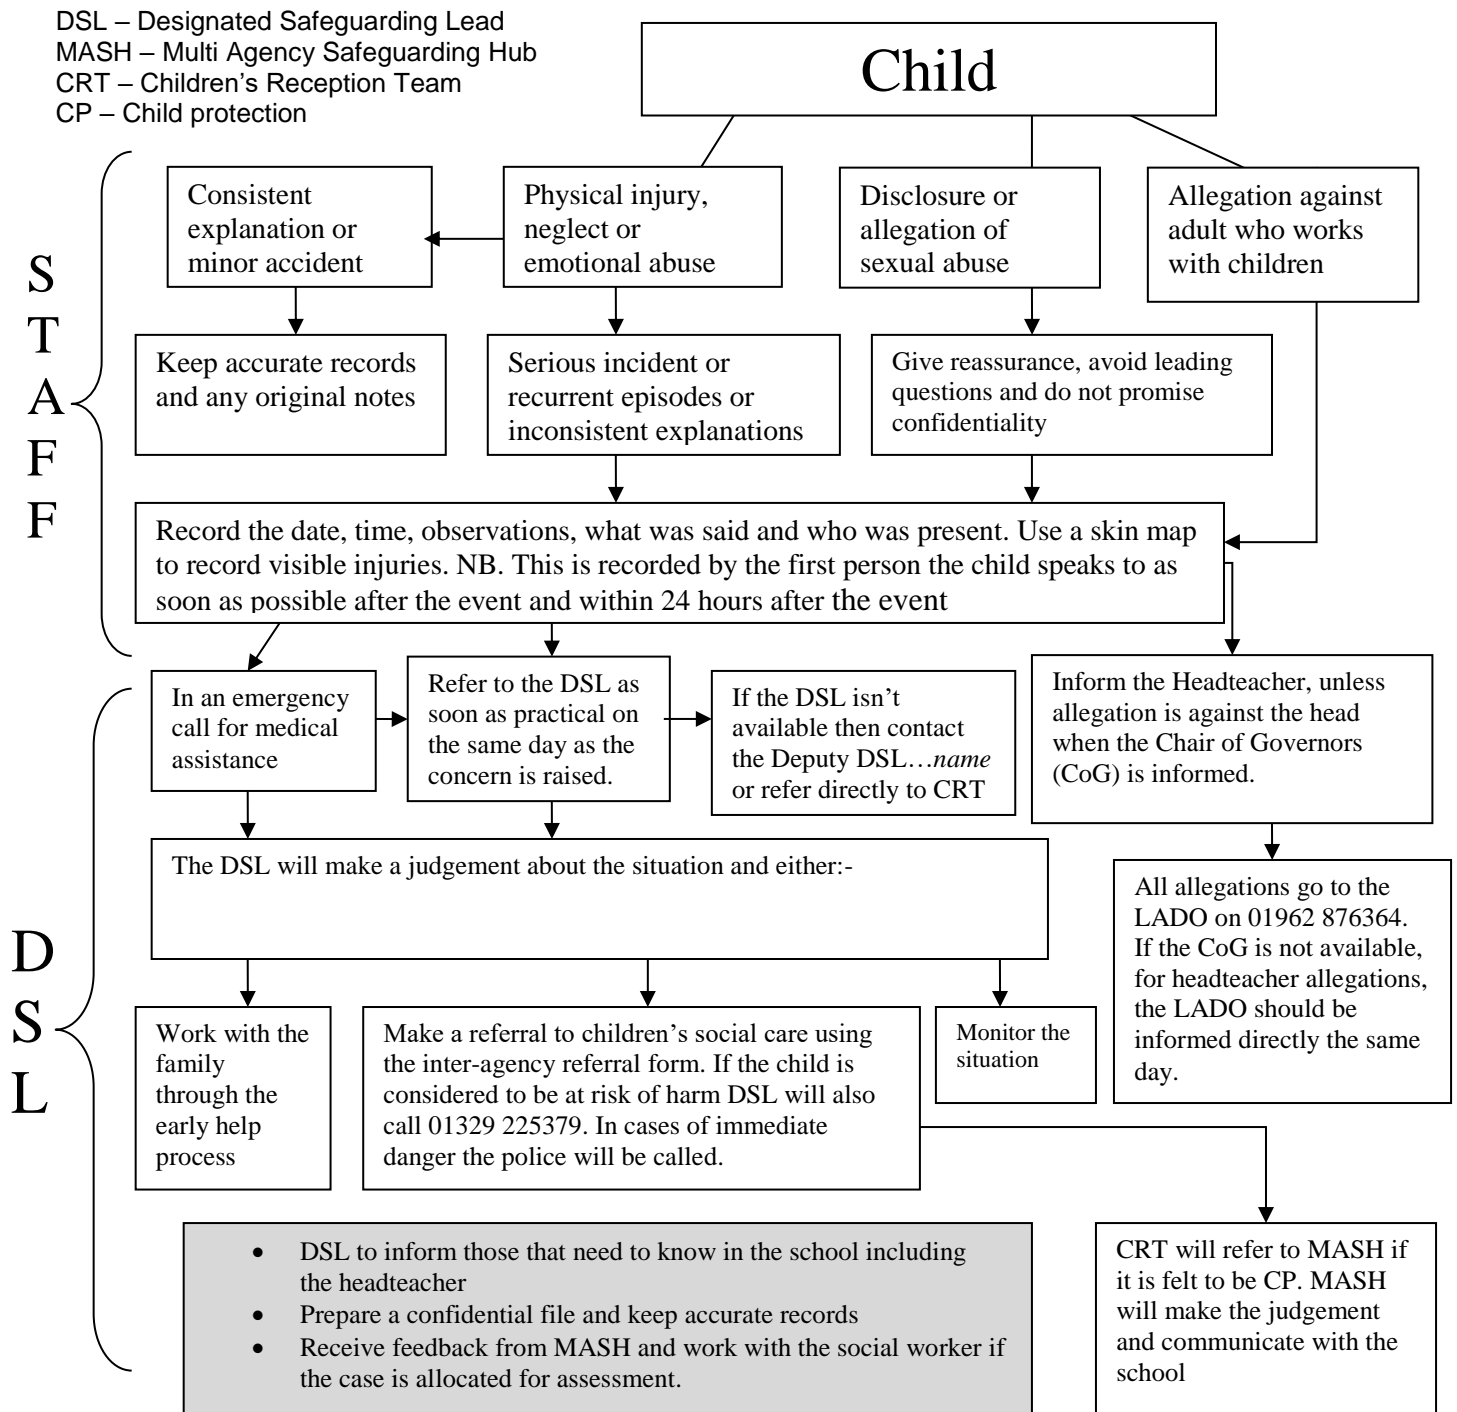 DSL – Designated Safeguarding Lead
MASH – Multi Agency Safeguarding Hub
CRT – Children's Reception Team
CP – Child protection
Child
S
T
A
F
F
Consistent
explanation or
minor accident
Physical injury,
neglect or
emotional abuse
Disclosure or
allegation of
sexual abuse
Allegation against
adult who works
with children
Keep accurate records
and any original notes
Serious incident or
recurrent episodes or
inconsistent explanations
Give reassurance, avoid leading
questions and do not promise
confidentiality
Record the date, time, observations, what was said and who was present. Use a skin map
to record visible injuries. NB. This is recorded by the first person the child speaks to as
soon as possible after the event and within 24 hours after the event
D
S
L
In an emergency
call for medical
assistance
Refer to the DSL as
soon as practical on
the same day as the
concern is raised.
If the DSL isn't
available then contact
the Deputy DSL…name
or refer directly to CRT
Inform the Headteacher, unless
allegation is against the head
when the Chair of Governors
(CoG) is informed.
The DSL will make a judgement about the situation and either:-
All allegations go to the
LADO on 01962 876364.
If the CoG is not available,
for headteacher allegations,
the LADO should be
informed directly the same
day.
Work with the
family
through the
early help
process
Make a referral to children's social care using
the inter-agency referral form. If the child is
considered to be at risk of harm DSL will also
call 01329 225379. In cases of immediate
danger the police will be called.
Monitor the
situation
• DSL to inform those that need to know in the school including
the headteacher
• Prepare a confidential file and keep accurate records
• Receive feedback from MASH and work with the social worker if
the case is allocated for assessment.
CRT will refer to MASH if
it is felt to be CP. MASH
will make the judgement
and communicate with the
school